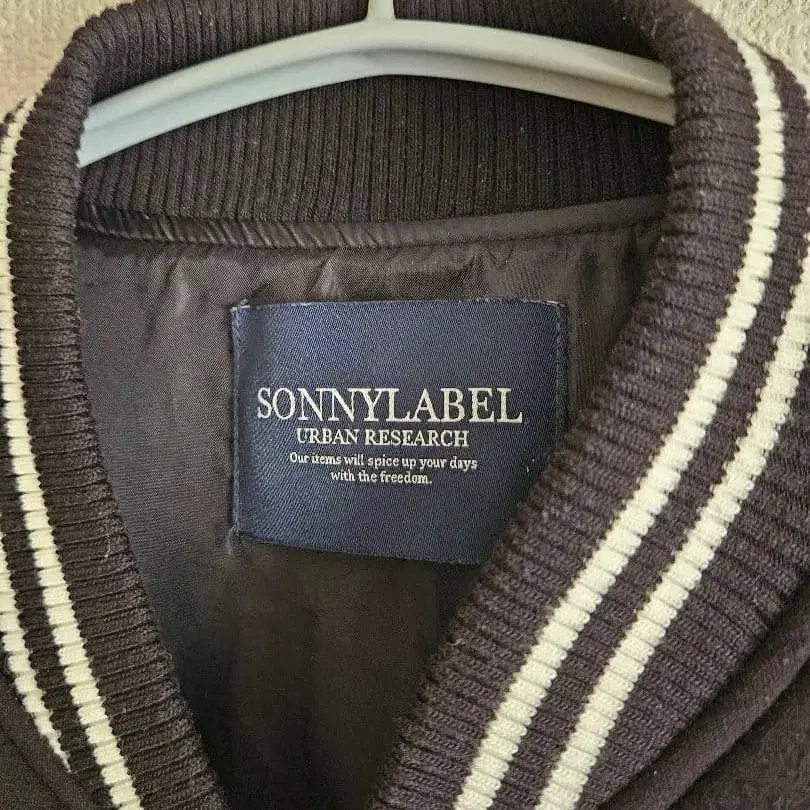 SONNYLABEL
URBAN RESEARCH
Our items will spice up your days
with the freedom.